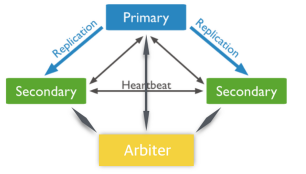 Primary
Replication
Replication
Heartbeat
Secondary
Secondary
Arbiter